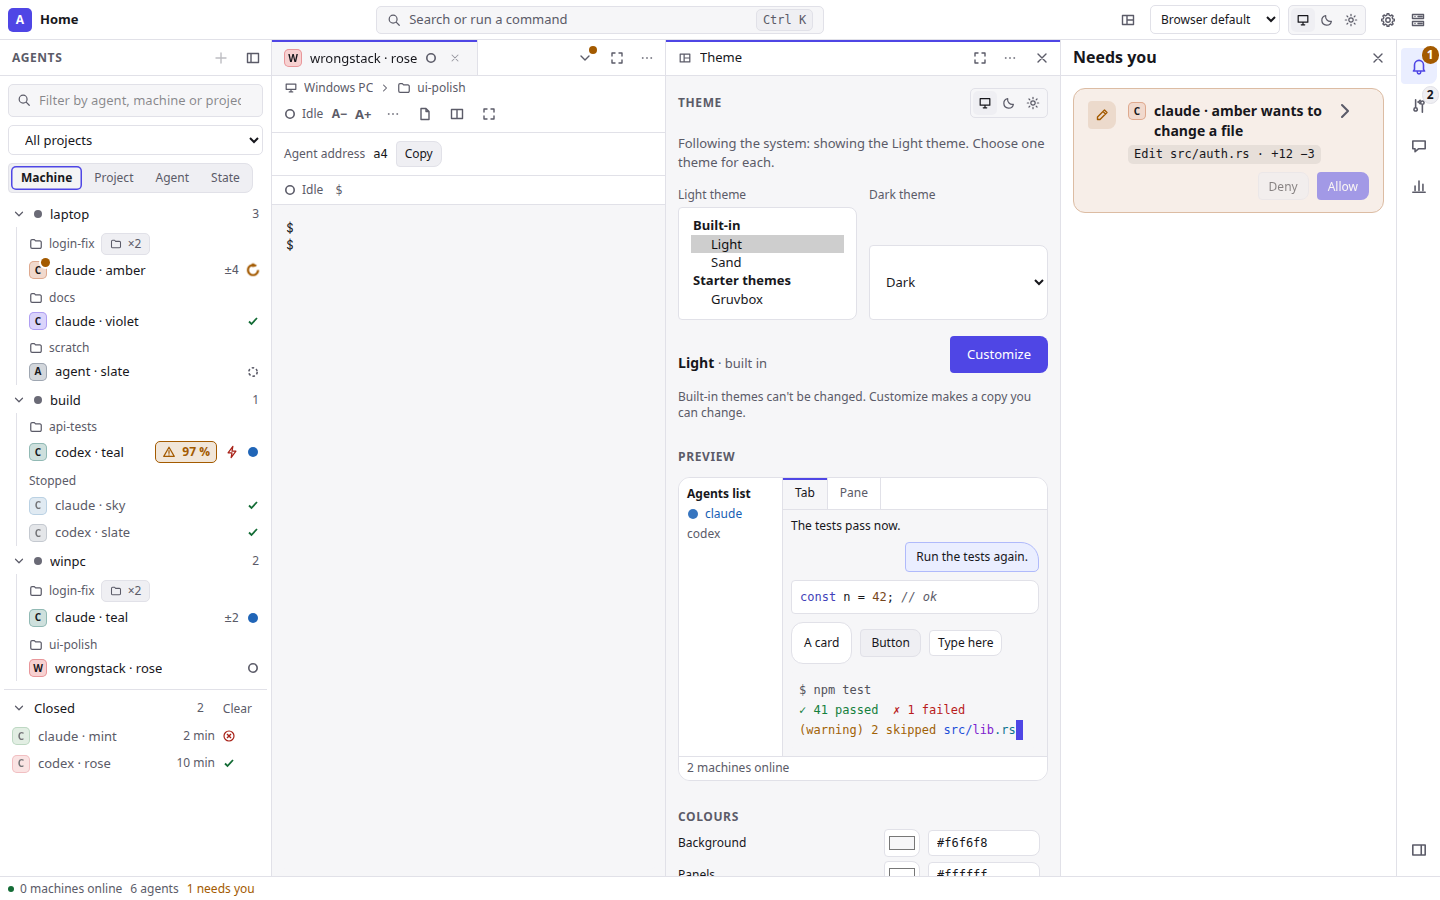 A Home
Search or run a command Ctrl K
Browser default
AGENTS
Filter by agent, machine or projec
All projects
Machine Project Agent State
laptop 3
login-fix ×2
C claude · amber ±4
docs
C claude · violet
scratch
A agent · slate
build 1
api-tests
C codex · teal 97 %
Stopped
C claude · sky
C codex · slate
winpc 2
login-fix ×2
C claude · teal ±2
ui-polish
W wrongstack · rose
Closed 2 Clear
C claude · mint 2 min
C codex · rose 10 min
W wrongstack · rose
Windows PC ui-polish
Idle A− A+
Agent address a4 Copy
Idle $
$
$
Theme
THEME
Following the system: showing the Light theme. Choose one
theme for each.
Light theme Dark theme
Built-in
Light
Sand
Starter themes
Gruvbox
Dark
Light · built in Customize
Built-in themes can't be changed. Customize makes a copy you
can change.
PREVIEW
Agents list
claude
codex
Tab Pane
The tests pass now.
Run the tests again.
const n = 42; // ok
A card Button Type here
$ npm test
✓ 41 passed ✗ 1 failed
(warning) 2 skipped src/lib.rs
2 machines online
COLOURS
Background #f6f6f8
Panels #ffffff
Needs you
C claude · amber wants to
change a file
Edit src/auth.rs · +12 −3
Deny Allow
1
2
0 machines online 6 agents 1 needs you